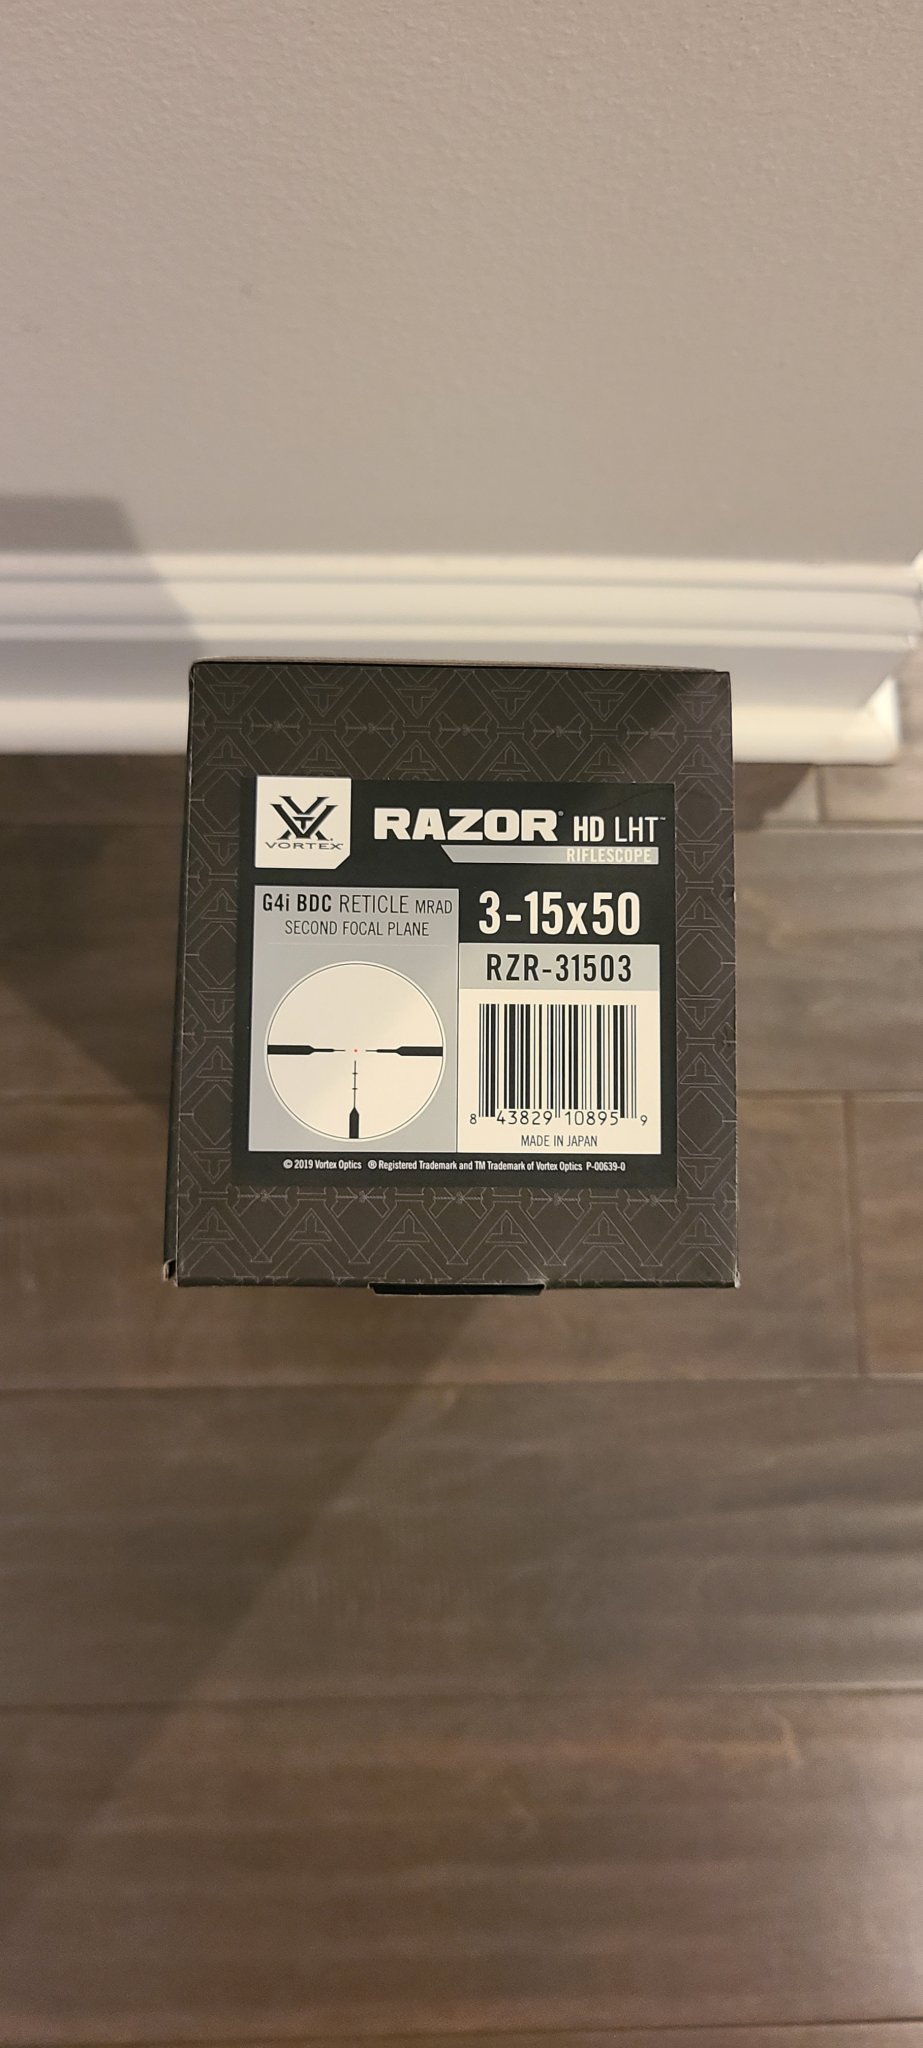 VORTEX®
RAZOR® HD LHT™
RIFLESCOPE
G4i BDC RETICLE MRAD
SECOND FOCAL PLANE
3-15x50
RZR-31503
8 43829 10895 9
MADE IN JAPAN
© 2019 Vortex Optics ® Registered Trademark and TM Trademark of Vortex Optics P-00639-0